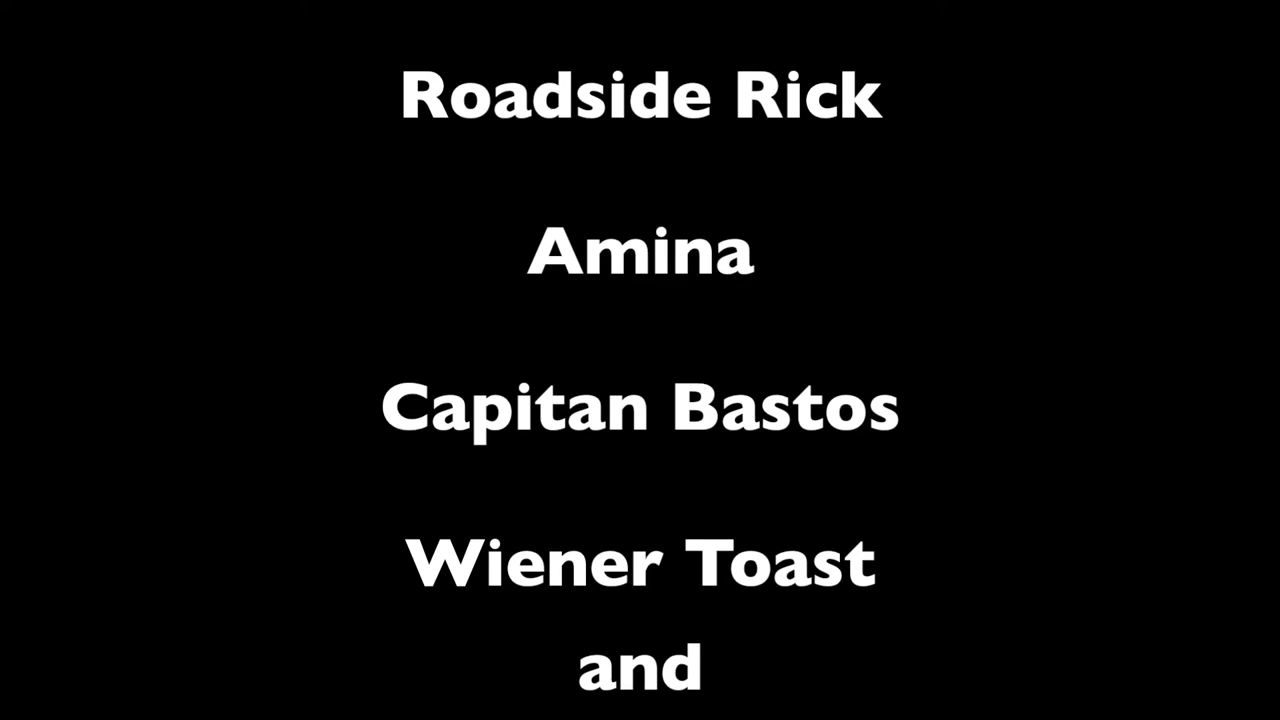 Roadside Rick
Amina
Capitan Bastos
Wiener Toast
and